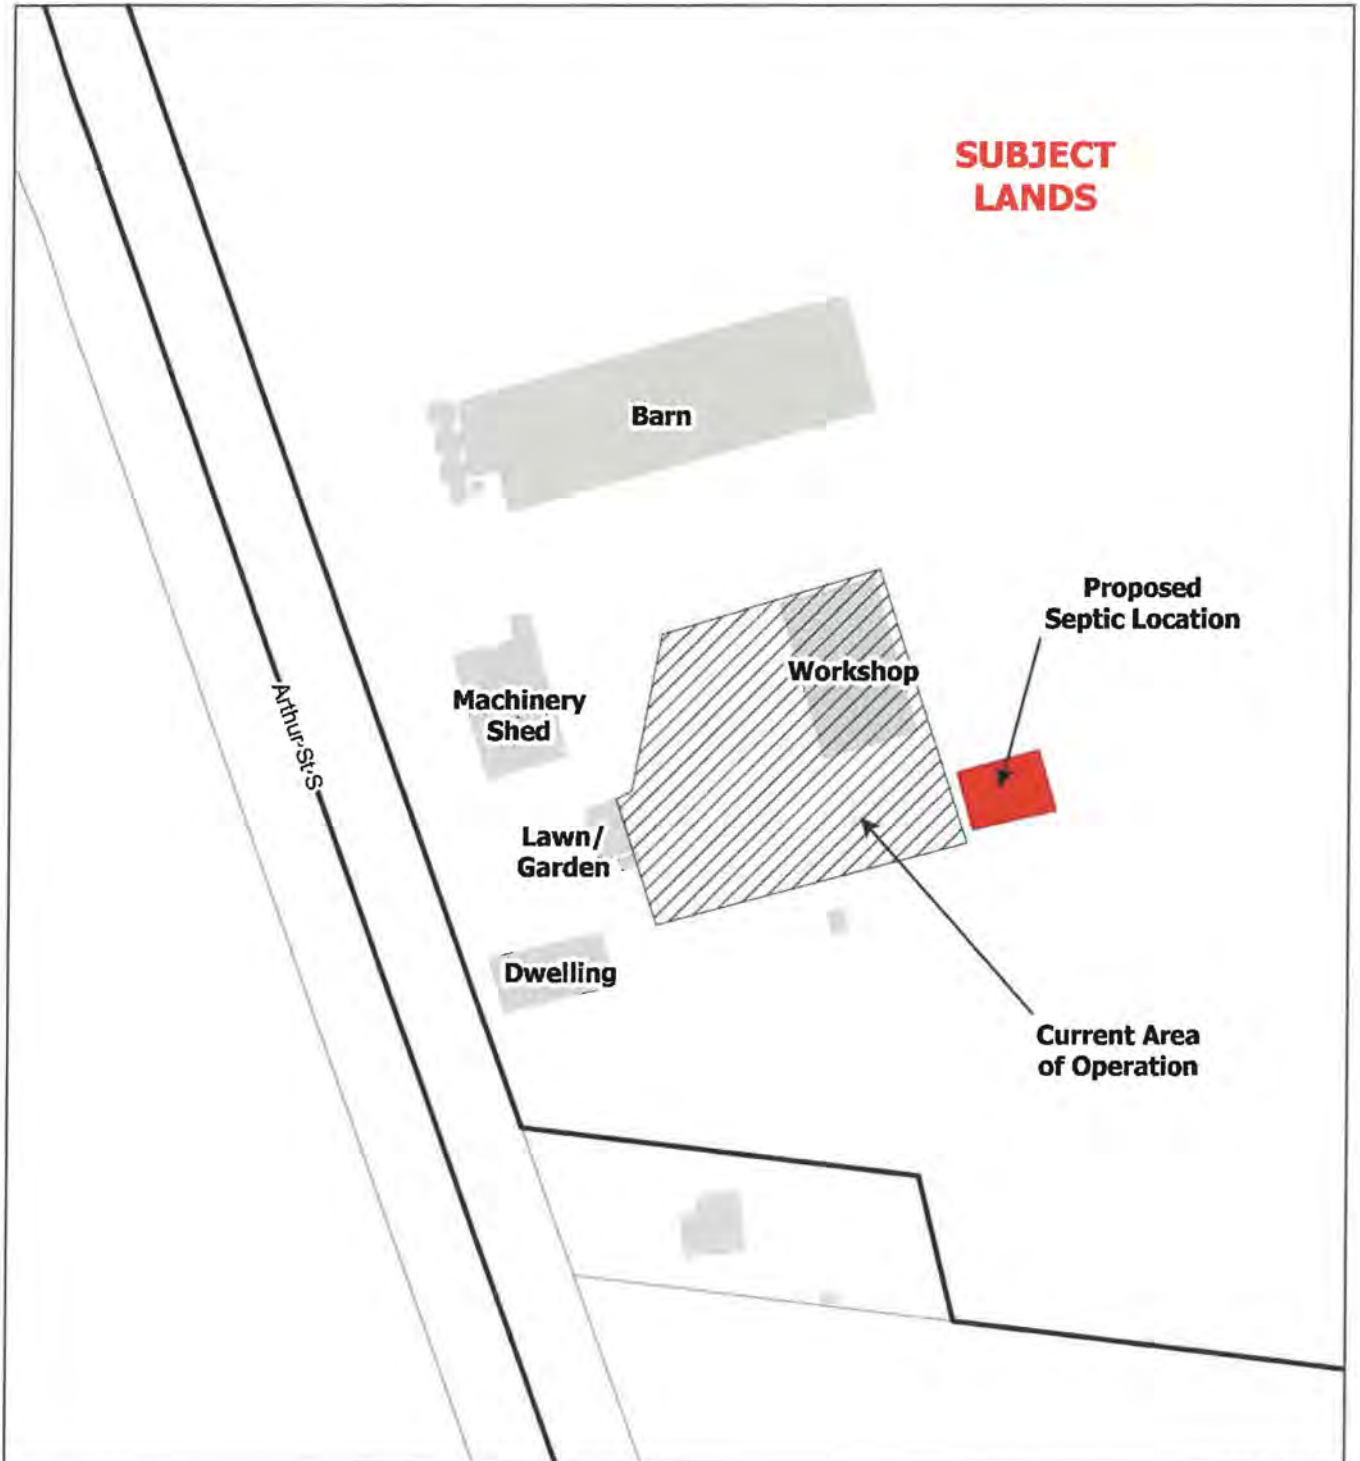 SUBJECT
LANDS
Barn
Proposed
Septic Location
Workshop
Machinery
Shed
Arthur St S
Lawn/
Garden
Dwelling
Current Area
of Operation